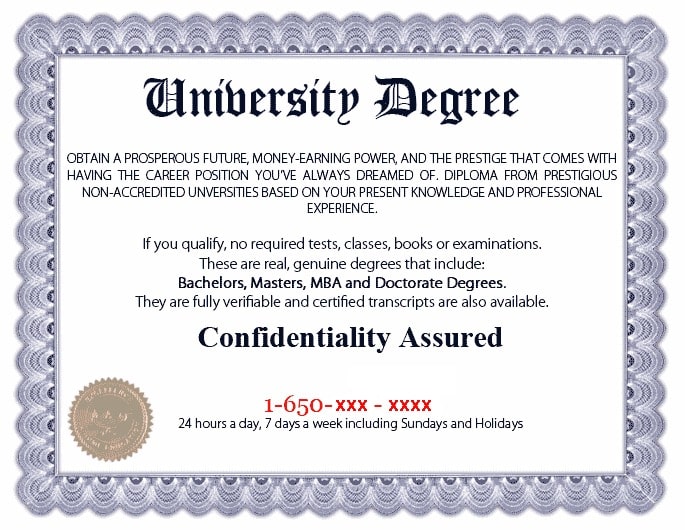 University Degree
OBTAIN A PROSPEROUS FUTURE, MONEY-EARNING POWER, AND THE PRESTIGE THAT COMES WITH
HAVING THE CAREER POSITION YOU'VE ALWAYS DREAMED OF. DIPLOMA FROM PRESTIGIOUS
NON-ACCREDITED UNVERSITIES BASED ON YOUR PRESENT KNOWLEDGE AND PROFESSIONAL
EXPERIENCE.
If you qualify, no required tests, classes, books or examinations.
These are real, genuine degrees that include:
Bachelors, Masters, MBA and Doctorate Degrees.
They are fully verifiable and certified transcripts are also available.
Confidentiality Assured
1-650-xxx - xxxx
24 hours a day, 7 days a week including Sundays and Holidays